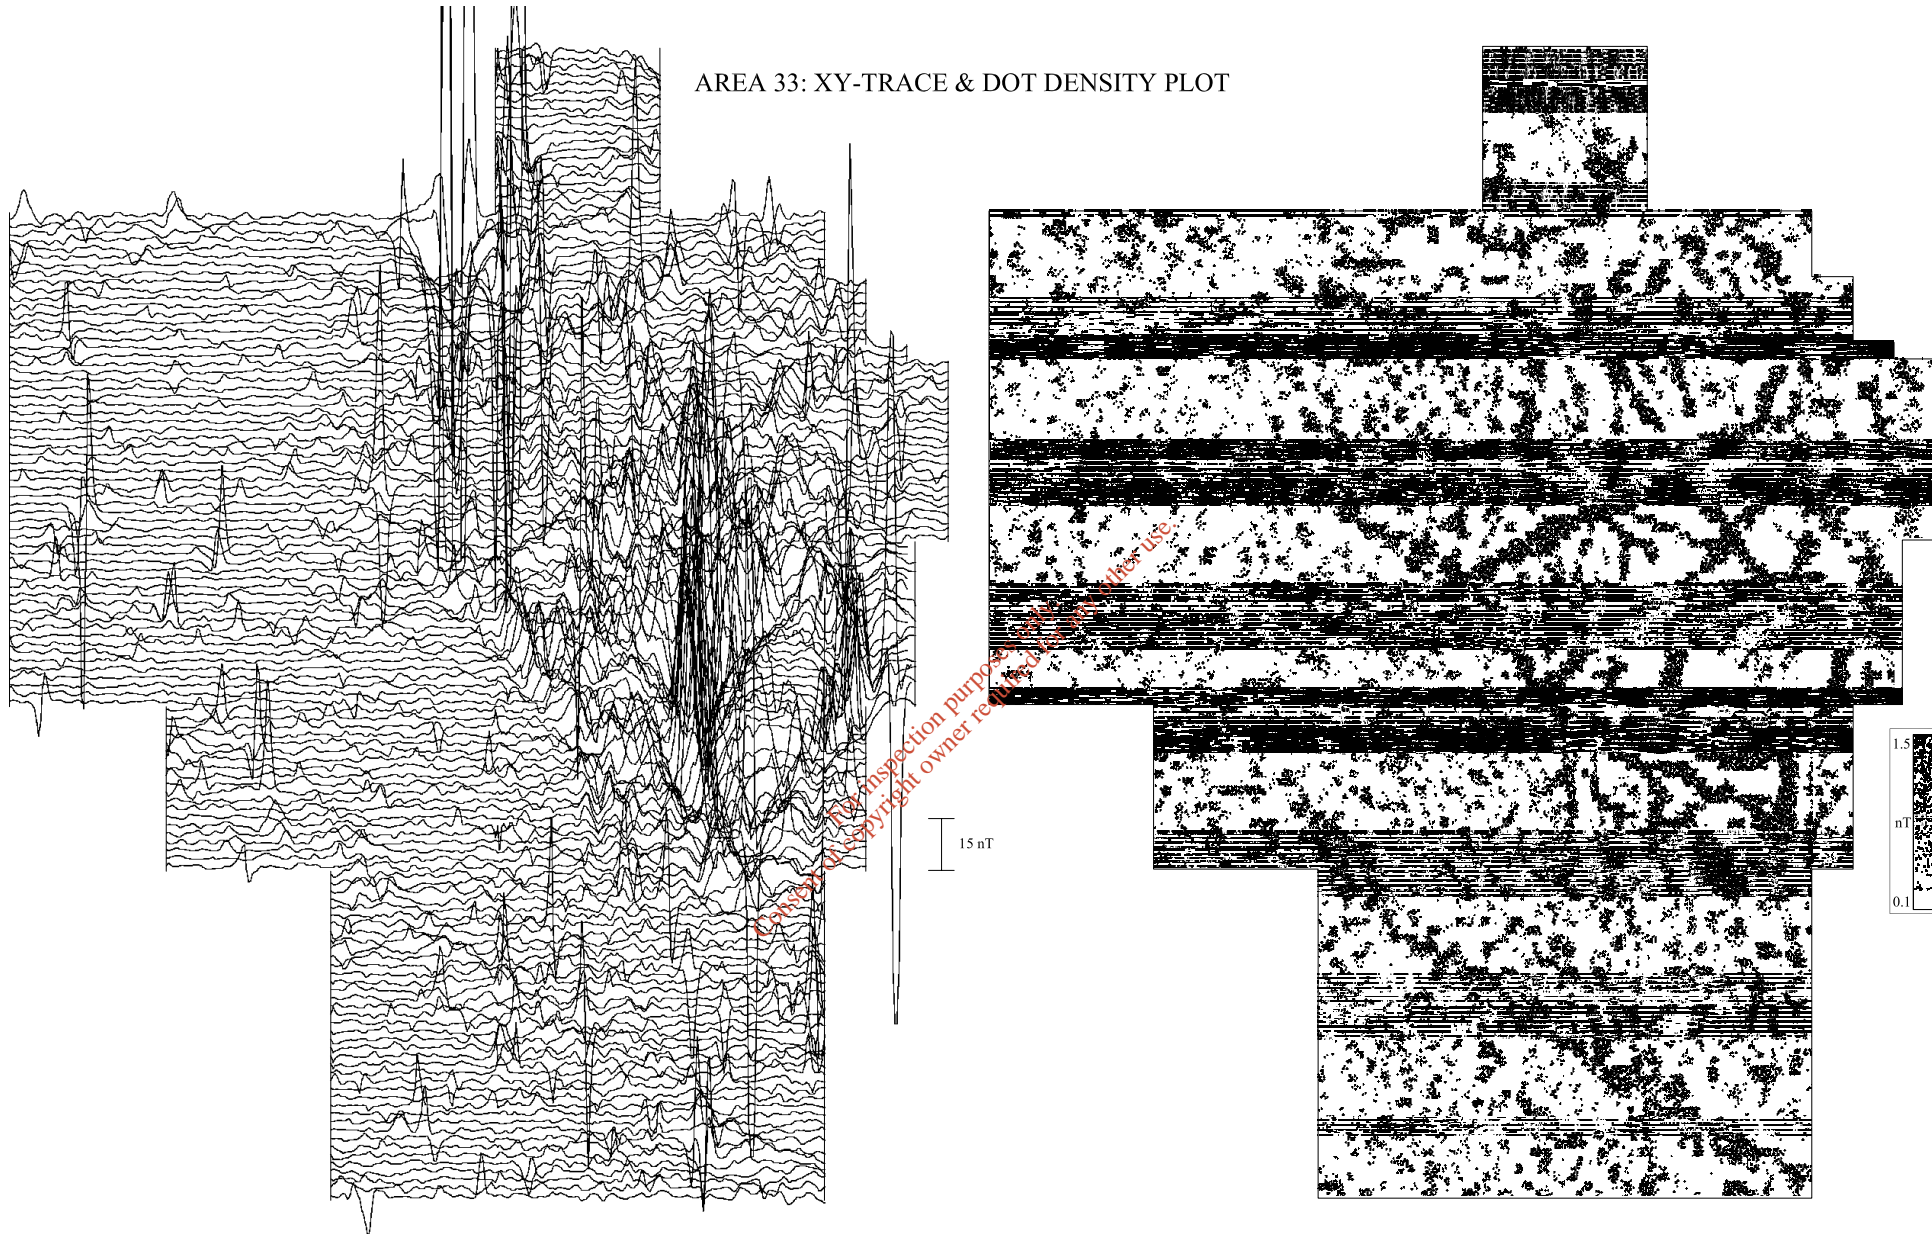 AREA 33: XY-TRACE & DOT DENSITY PLOT
For inspection purposes only.
Consent of copyright owner required for any other use.
15 nT
1.5
nT
0.1